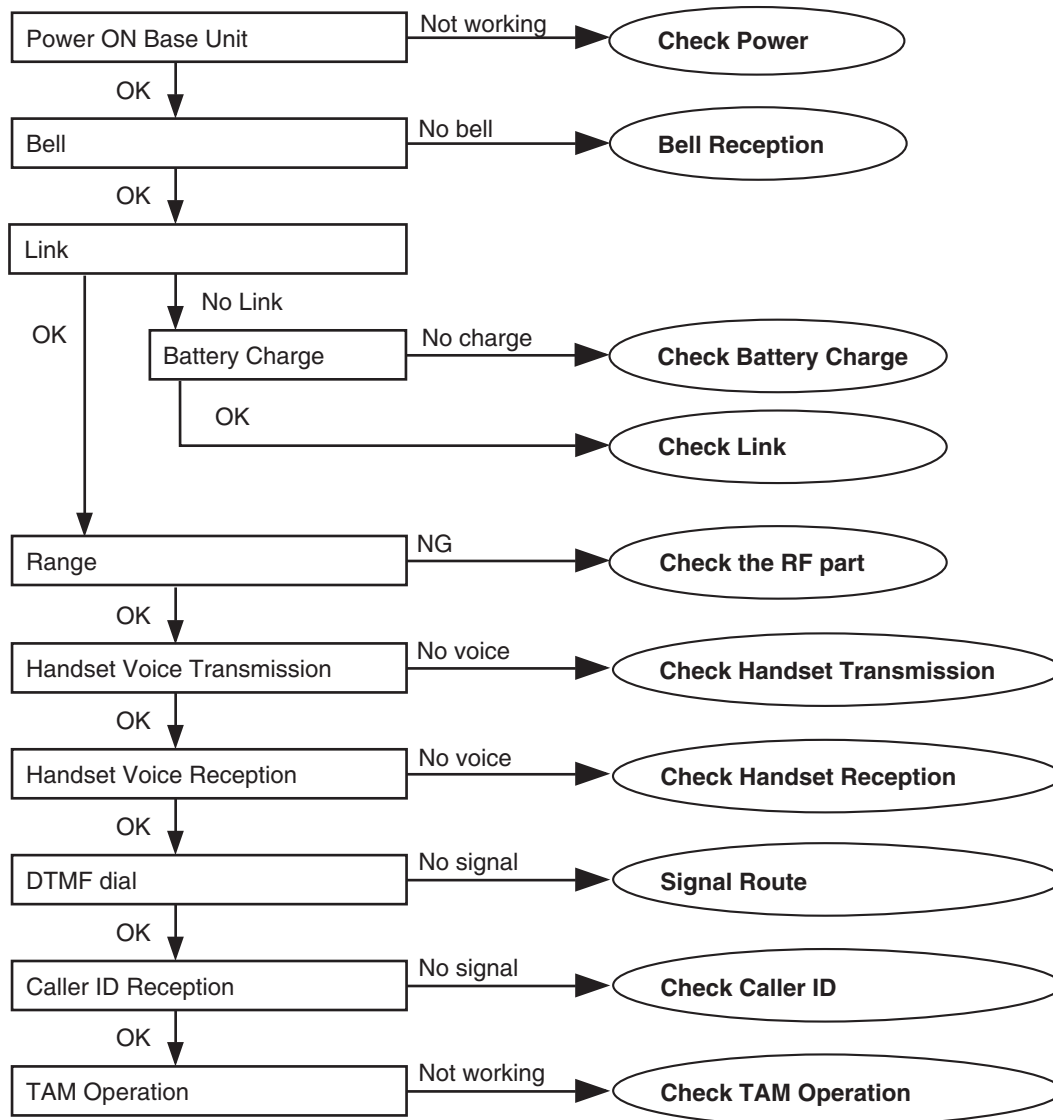 Power ON Base Unit
Not working
Check Power
OK
Bell
No bell
Bell Reception
OK
Link
No Link
OK
Battery Charge
No charge
Check Battery Charge
OK
Check Link
Range
NG
Check the RF part
OK
Handset Voice Transmission
No voice
Check Handset Transmission
OK
Handset Voice Reception
No voice
Check Handset Reception
OK
DTMF dial
No signal
Signal Route
OK
Caller ID Reception
No signal
Check Caller ID
OK
TAM Operation
Not working
Check TAM Operation